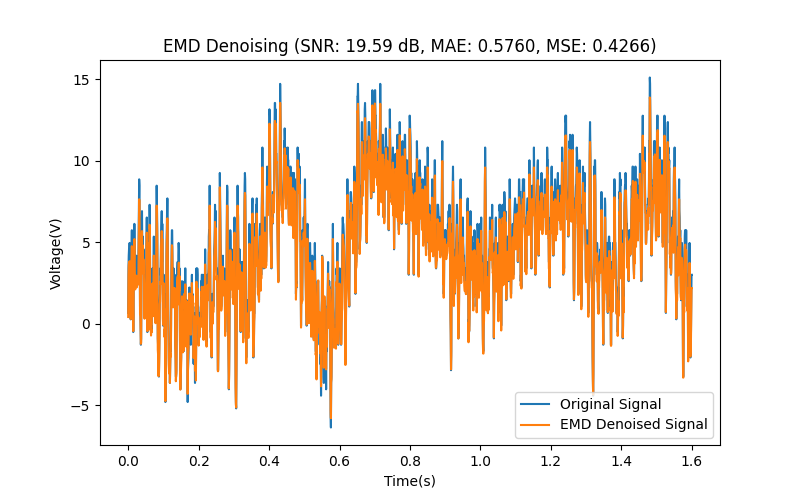 EMD Denoising (SNR: 19.59 dB, MAE: 0.5760, MSE: 0.4266)
15
10
5
0
−5
Voltage(V)
0.0 0.2 0.4 0.6 0.8 1.0 1.2 1.4 1.6
Time(s)
Original Signal
EMD Denoised Signal